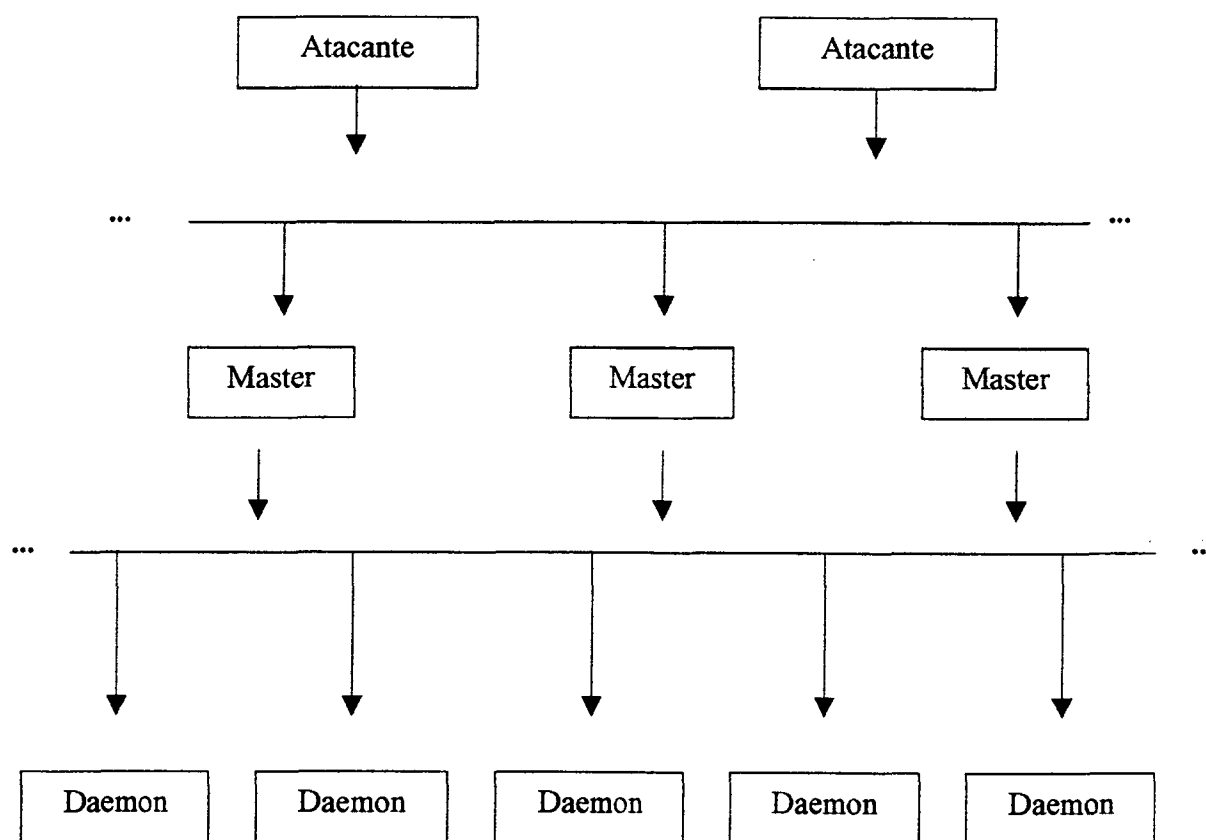 Atacante Atacante
... ...
Master Master Master
... ..
Daemon Daemon Daemon Daemon Daemon